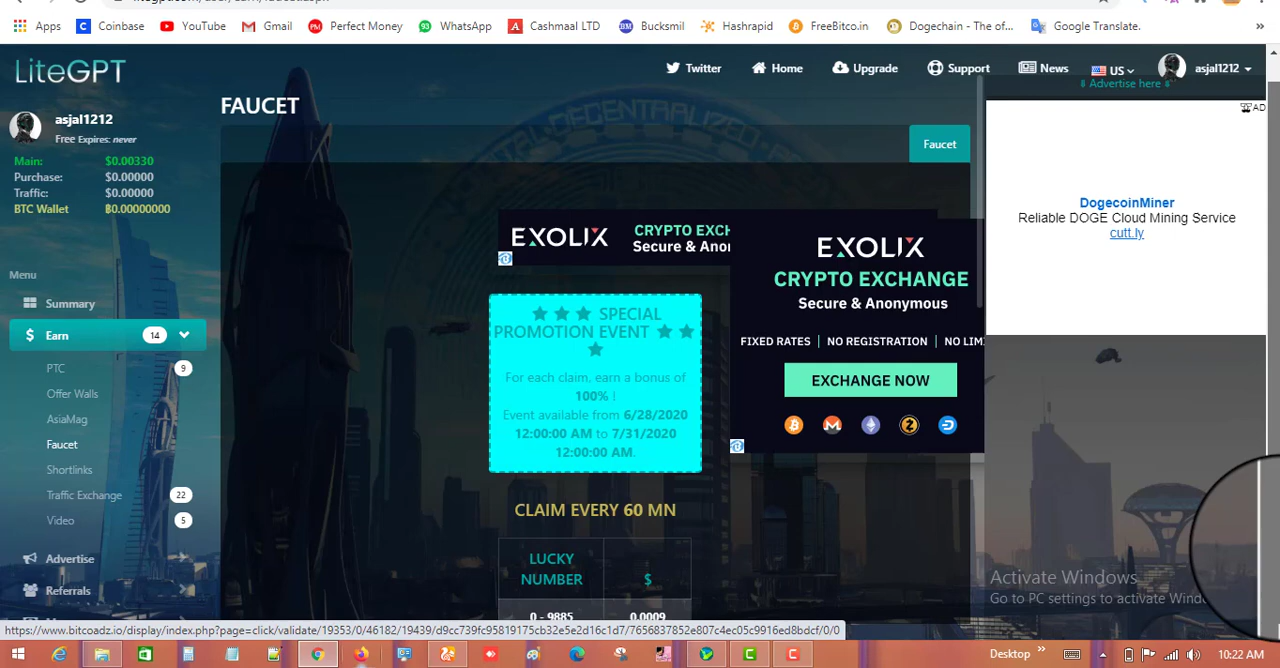 Apps Coinbase YouTube Gmail Perfect Money WhatsApp Cashmaal LTD Bucksmil Hashrapid FreeBitco.in Dogechain - The of... Google Translate. »
LiteGPT
Twitter Home Upgrade Support News US asjal1212
⬇ Advertise here ⬇
asjal1212
Free Expires: never
Main: $0.00330
Purchase: $0.00000
Traffic: $0.00000
BTC Wallet ฿0.00000000
Menu
Summary
$ Earn 14
PTC 9
Offer Walls
AsiaMag
Faucet
Shortlinks
Traffic Exchange 22
Video 5
Advertise
Referrals
FAUCET
Faucet
EXOLIX
CRYPTO EXCH
Secure & Anon
EXOLIX
CRYPTO EXCHANGE
Secure & Anonymous
FIXED RATES | NO REGISTRATION | NO LIM
EXCHANGE NOW
★ ★ ★ SPECIAL
PROMOTION EVENT ★ ★
★
For each claim, earn a bonus of
100% !
Event available from 6/28/2020
12:00:00 AM to 7/31/2020
12:00:00 AM.
CLAIM EVERY 60 MN
LUCKY
NUMBER $
0 - 9885 0.0009
AD
DogecoinMiner
Reliable DOGE Cloud Mining Service
cutt.ly
Activate Windows
Go to PC settings to activate Windo
https://www.bitcoadz.io/display/index.php?page=click/validate/19353/0/46182/19439/d9cc739fc95819175cb32e5e2d16c1d7/7656837852e807c4ec05c9916ed8bdcf/0/0
Desktop » 10:22 AM